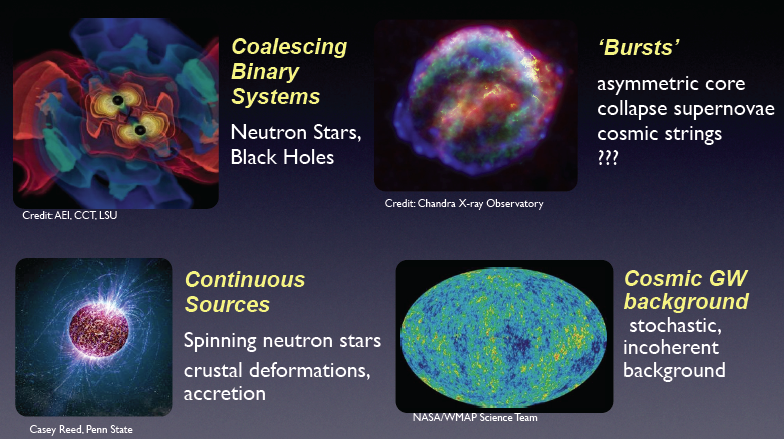 Coalescing
Binary
Systems
Neutron Stars,
Black Holes
Credit: AEI, CCT, LSU
‘Bursts’
asymmetric core
collapse supernovae
cosmic strings
???
Credit: Chandra X-ray Observatory
Continuous
Sources
Spinning neutron stars
crustal deformations,
accretion
Casey Reed, Penn State
Cosmic GW
background
stochastic,
incoherent
background
NASA/WMAP Science Team